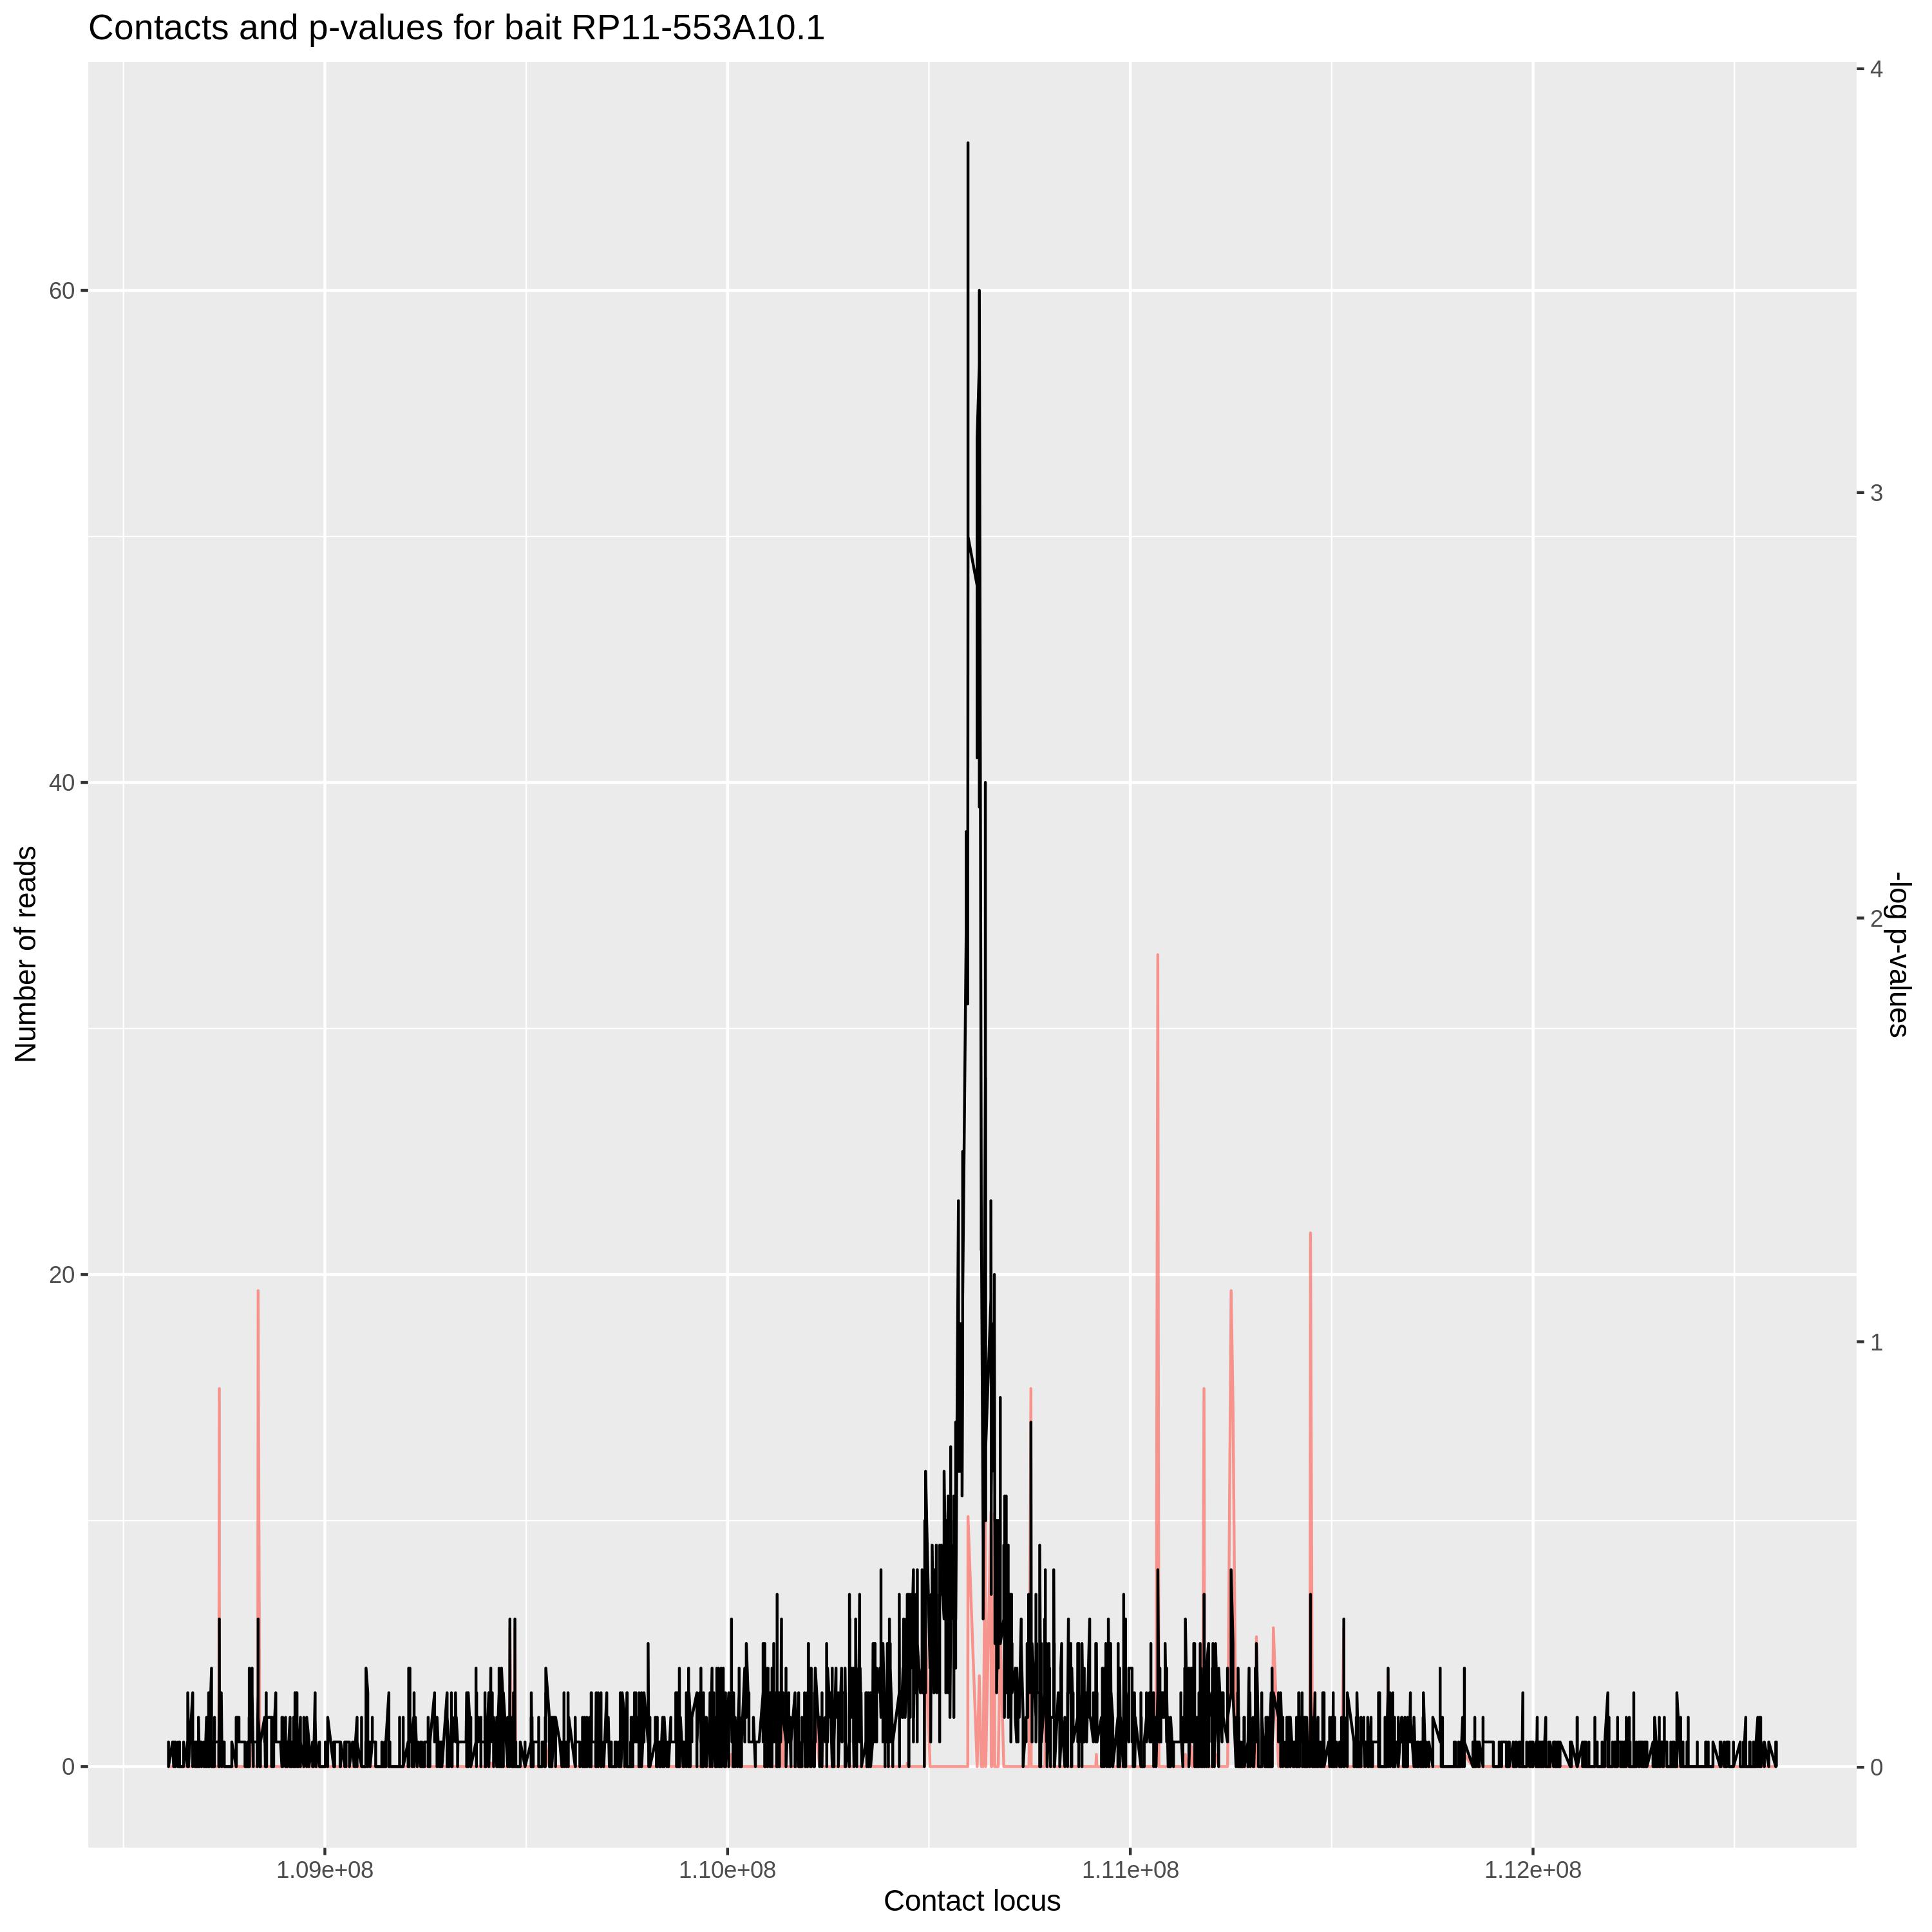 Contacts and p-values for bait RP11-553A10.1
4
60
3
40
Number of reads
2
-log p-values
20
1
0
0
1.09e+08
1.10e+08
1.11e+08
1.12e+08
Contact locus